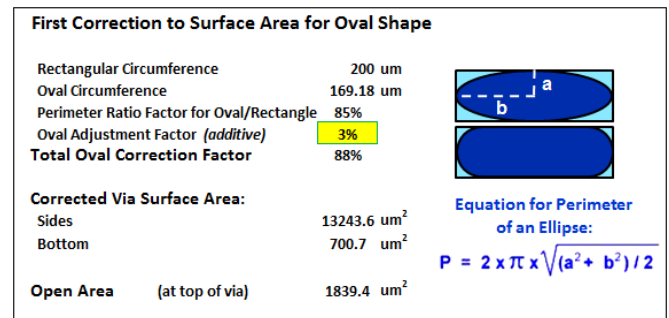 First Correction to Surface Area for Oval Shape
Rectangular Circumference 200 um
Oval Circumference 169.18 um
Perimeter Ratio Factor for Oval/Rectangle 85%
Oval Adjustment Factor (additive) 3%
Total Oval Correction Factor 88%
a
b
Corrected Via Surface Area:
Sides 13243.6 um²
Bottom 700.7 um²
Open Area (at top of via) 1839.4 um²
Equation for Perimeter
of an Ellipse:
P = 2 x π x √(a² + b²) / 2